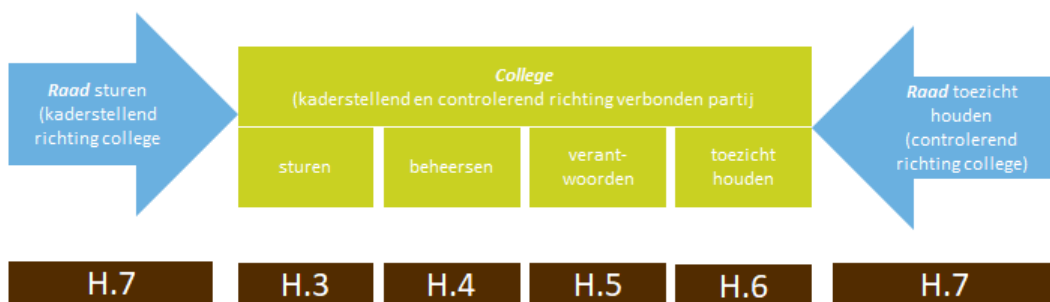 Raad sturen
(kaderstellend
richting college
College
(kaderstellend en controlerend richting verbonden partij
sturen
beheersen
verant-
woorden
toezicht
houden
Raad toezicht
houden
(controlerend
richting college)
H.7
H.3
H.4
H.5
H.6
H.7